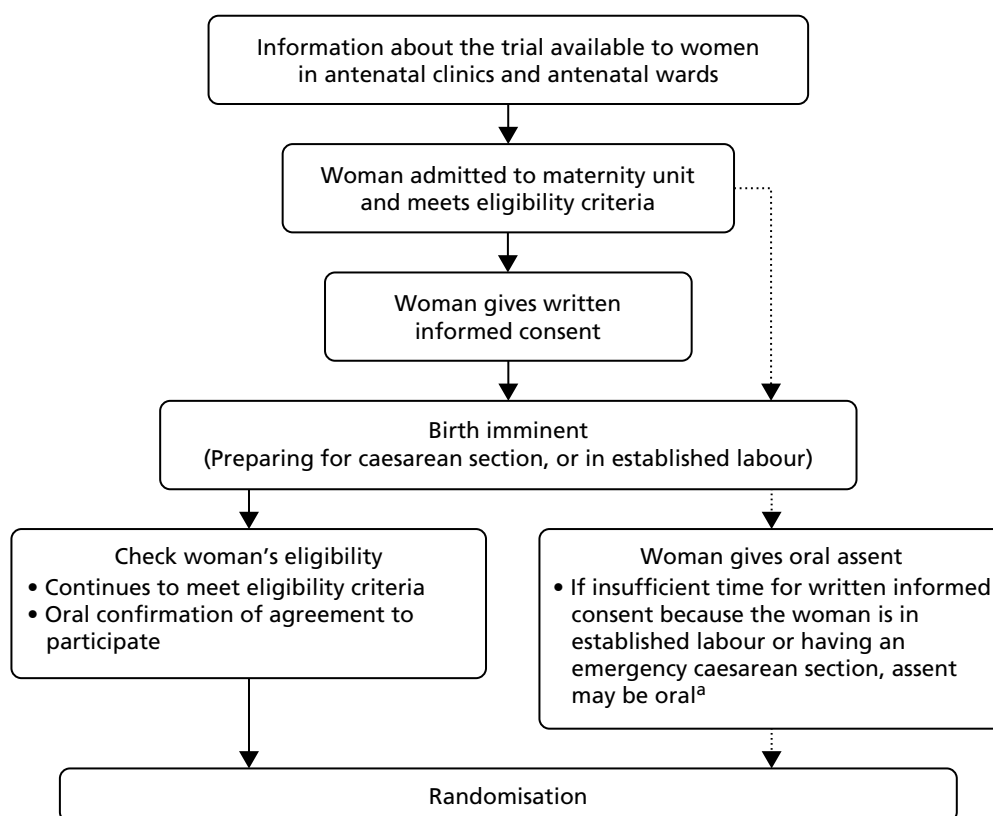 Information about the trial available to women
in antenatal clinics and antenatal wards
Woman admitted to maternity unit
and meets eligibility criteria
Woman gives written
informed consent
Birth imminent
(Preparing for caesarean section, or in established labour)
Check woman's eligibility
• Continues to meet eligibility criteria
• Oral confirmation of agreement to
participate
Woman gives oral assent
• If insufficient time for written informed
consent because the woman is in
established labour or having an
emergency caesarean section, assent
may be oralᵃ
Randomisation